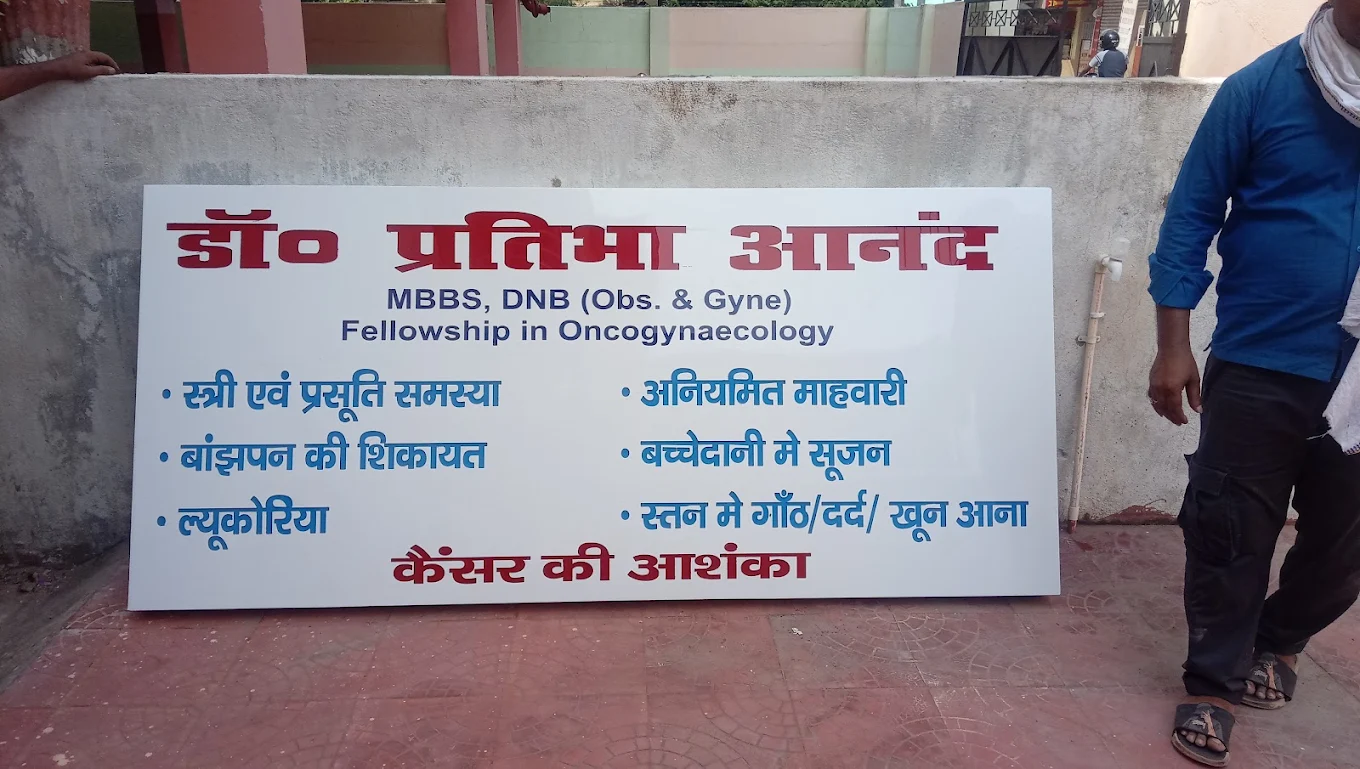 डॉ० प्रतिभा आनंद
MBBS, DNB (Obs. & Gyne)
Fellowship in Oncogynaecology
• स्त्री एवं प्रसूति समस्या
• बांझपन की शिकायत
• ल्यूकोरिया
• अनियमित माहवारी
• बच्चेदानी मे सूजन
• स्तन मे गाँठ/दर्द/ खून आना
कैंसर की आशंका